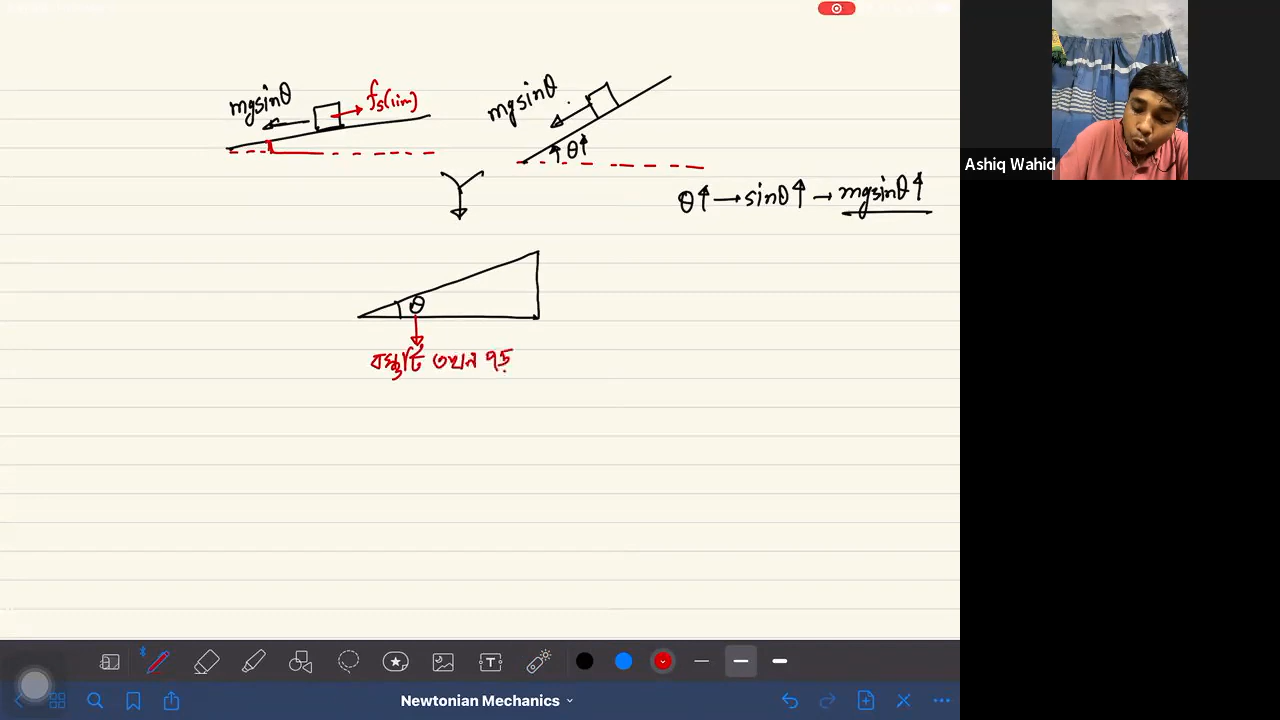 mgsinθ
fs(lim)
mgsinθ
θ↑
θ↑ → sinθ↑ → mgsinθ↑
θ
বস্তুটি তখন পড়
Ashiq Wahid
Newtonian Mechanics